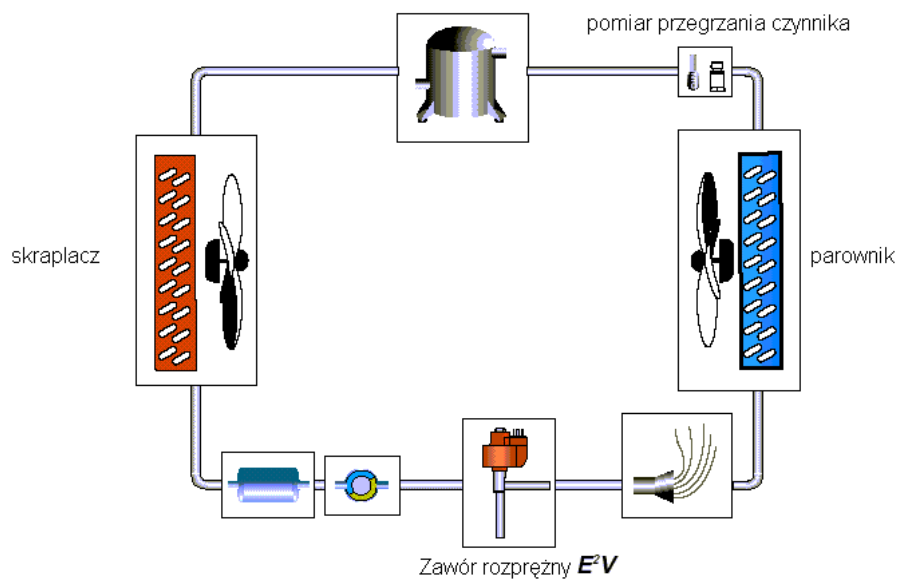 pomiar przegrzania czynnika
skraplacz
parownik
Zawór rozprężny E²V